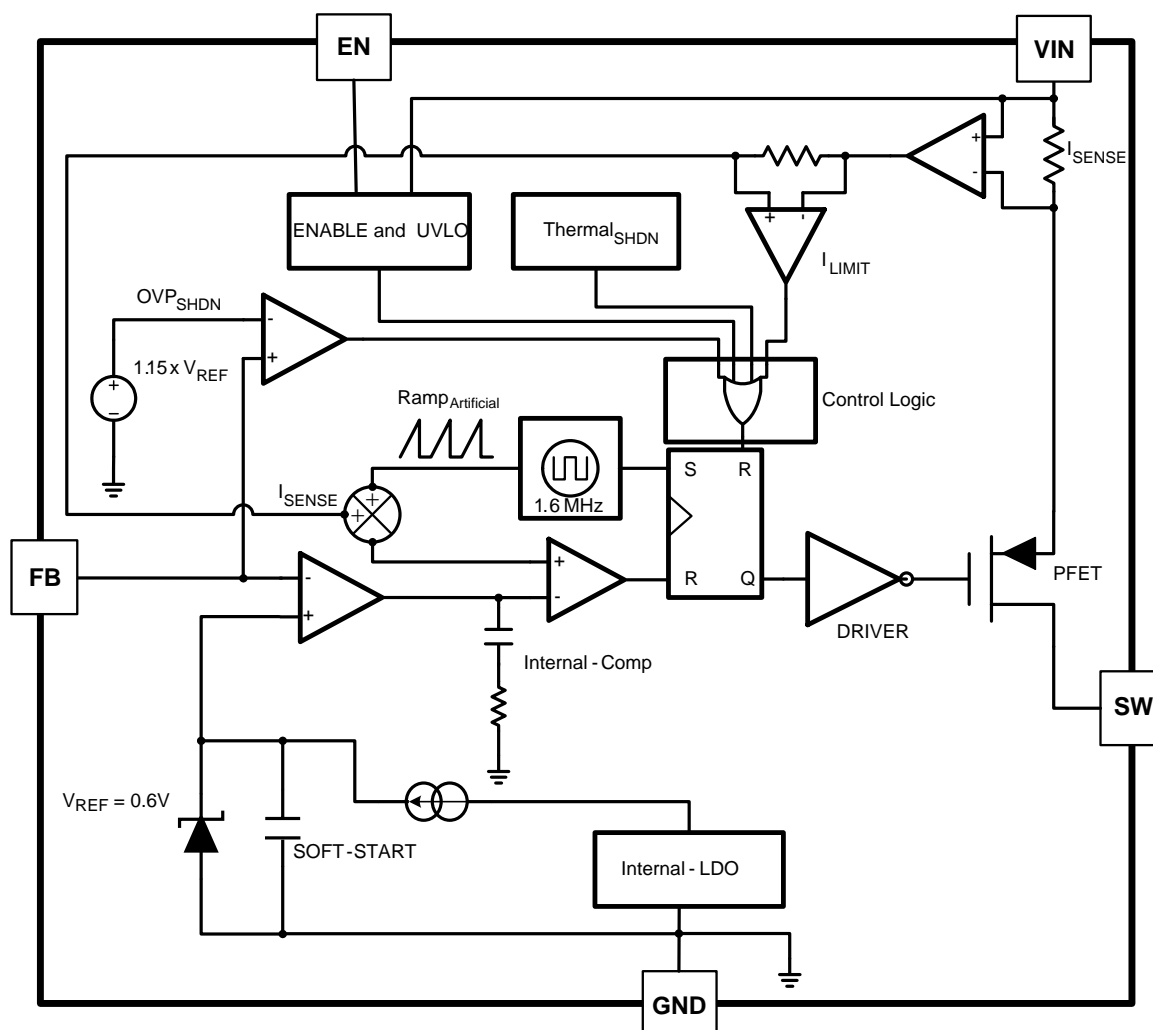 EN
VIN
+
-
ISENSE
ENABLE and UVLO
ThermalSHDN
+
-
ILIMIT
OVPSHDN
-
+
1.15 x VREF
+
−
Control Logic
RampArtificial
S
R
1.6 MHz
ISENSE
+
+
FB
-
+
+
-
R
Q
PFET
DRIVER
Internal - Comp
SW
VREF = 0.6V
SOFT-START
Internal - LDO
GND